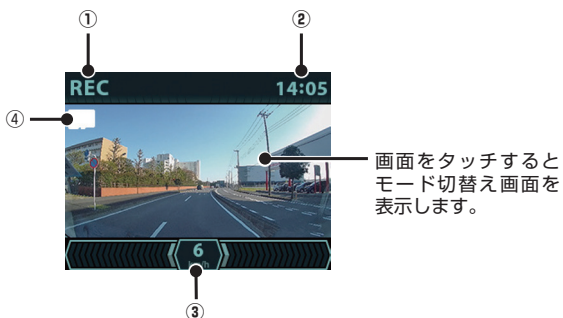 ① ②
REC 14:05
④
画面をタッチすると
モード切替え画面を
表示します。
6
km/h
③